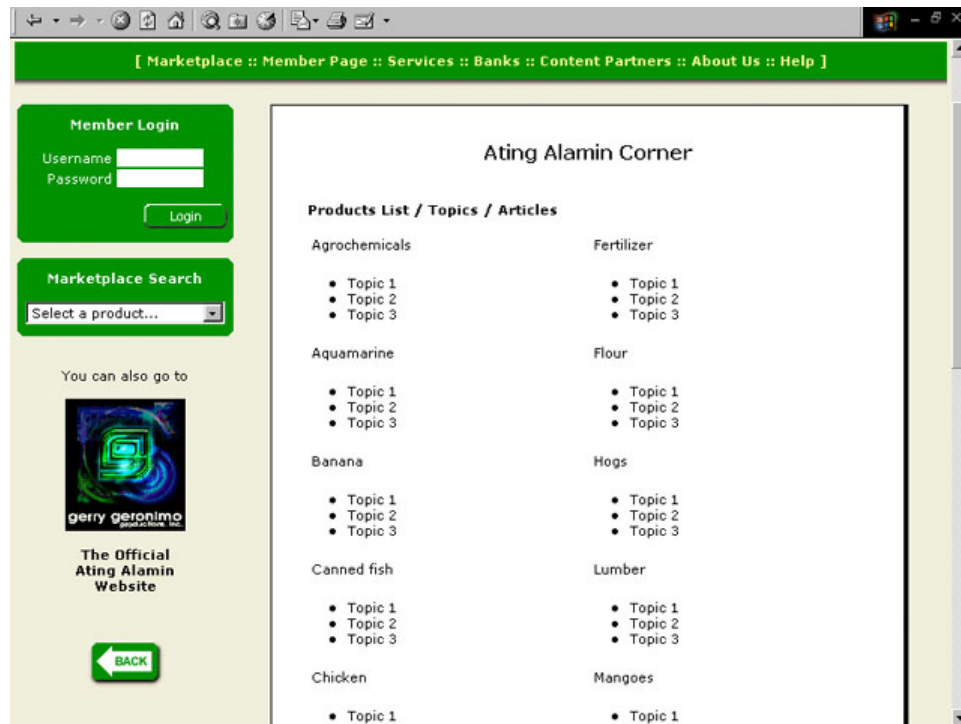 [ Marketplace :: Member Page :: Services :: Banks :: Content Partners :: About Us :: Help ]
Member Login
Username
Password
Login
Marketplace Search
Select a product...
You can also go to
gerry geronimo
productions, inc.
The Official
Ating Alamin
Website
BACK
Ating Alamin Corner
Products List / Topics / Articles
Agrochemicals
• Topic 1
• Topic 2
• Topic 3
Aquamarine
• Topic 1
• Topic 2
• Topic 3
Banana
• Topic 1
• Topic 2
• Topic 3
Canned fish
• Topic 1
• Topic 2
• Topic 3
Chicken
• Topic 1
Fertilizer
• Topic 1
• Topic 2
• Topic 3
Flour
• Topic 1
• Topic 2
• Topic 3
Hogs
• Topic 1
• Topic 2
• Topic 3
Lumber
• Topic 1
• Topic 2
• Topic 3
Mangoes
• Topic 1